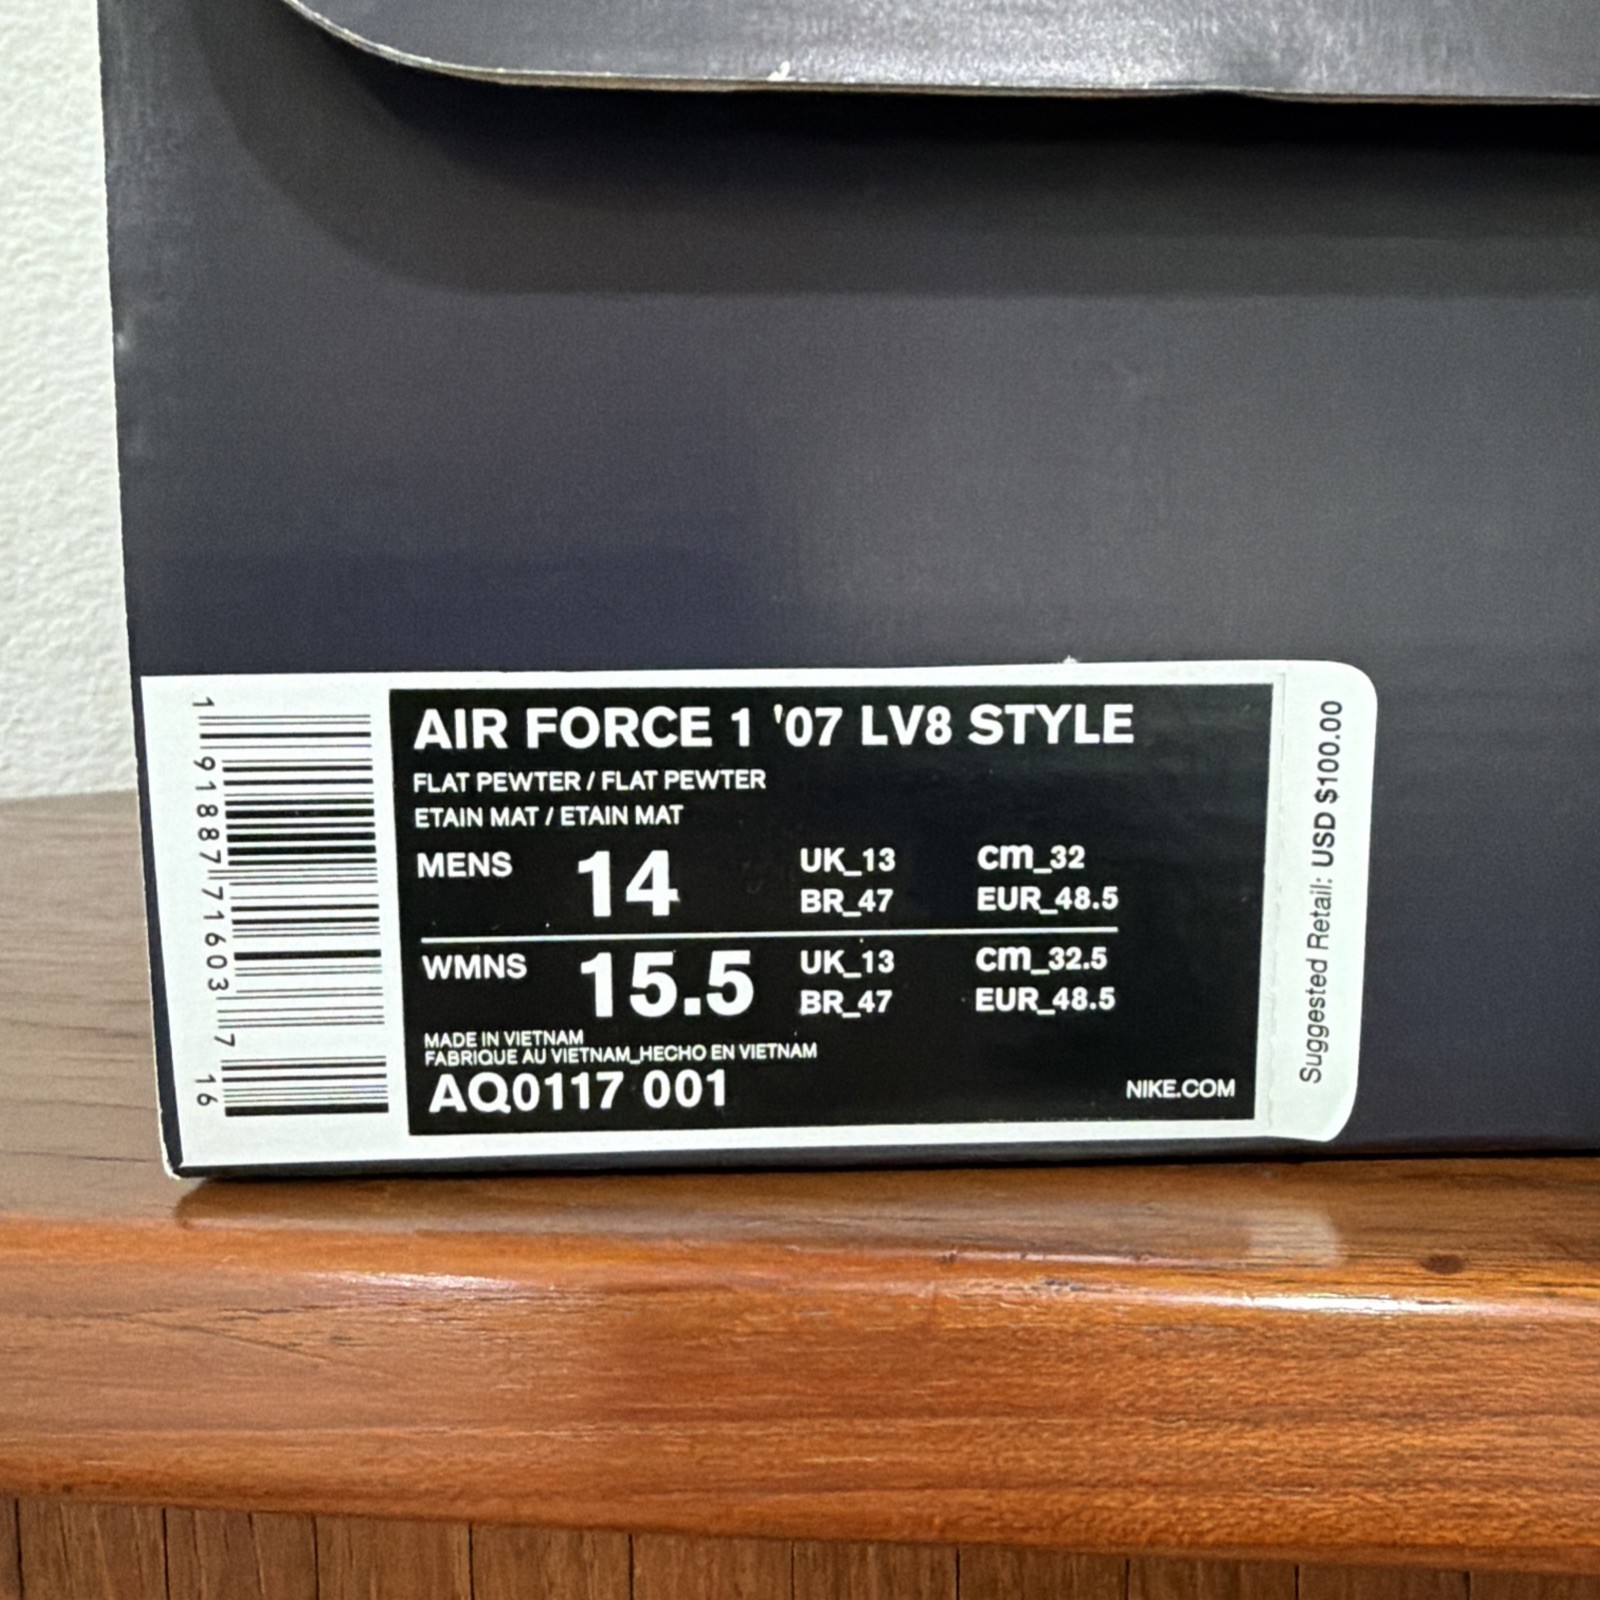 1 91887 71603 7 16
AIR FORCE 1 '07 LV8 STYLE
FLAT PEWTER / FLAT PEWTER
ETAIN MAT / ETAIN MAT
MENS 14 UK_13 cm_32
BR_47 EUR_48.5
WMNS 15.5 UK_13 cm_32.5
BR_47 EUR_48.5
MADE IN VIETNAM
FABRIQUE AU VIETNAM_HECHO EN VIETNAM
AQ0117 001
NIKE.COM
Suggested Retail: USD $100.00